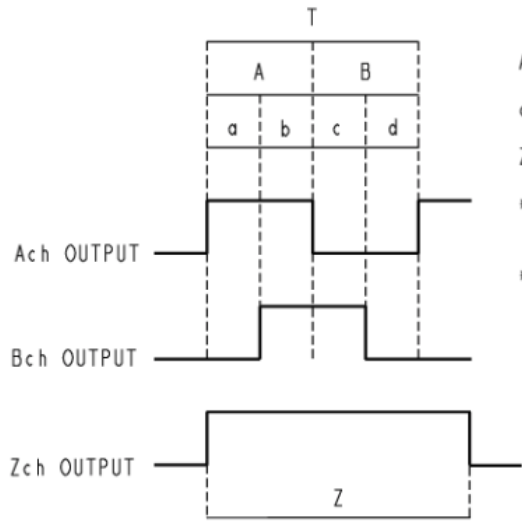 T
A B
a b c d
Ach OUTPUT
Bch OUTPUT
Zch OUTPUT
Z